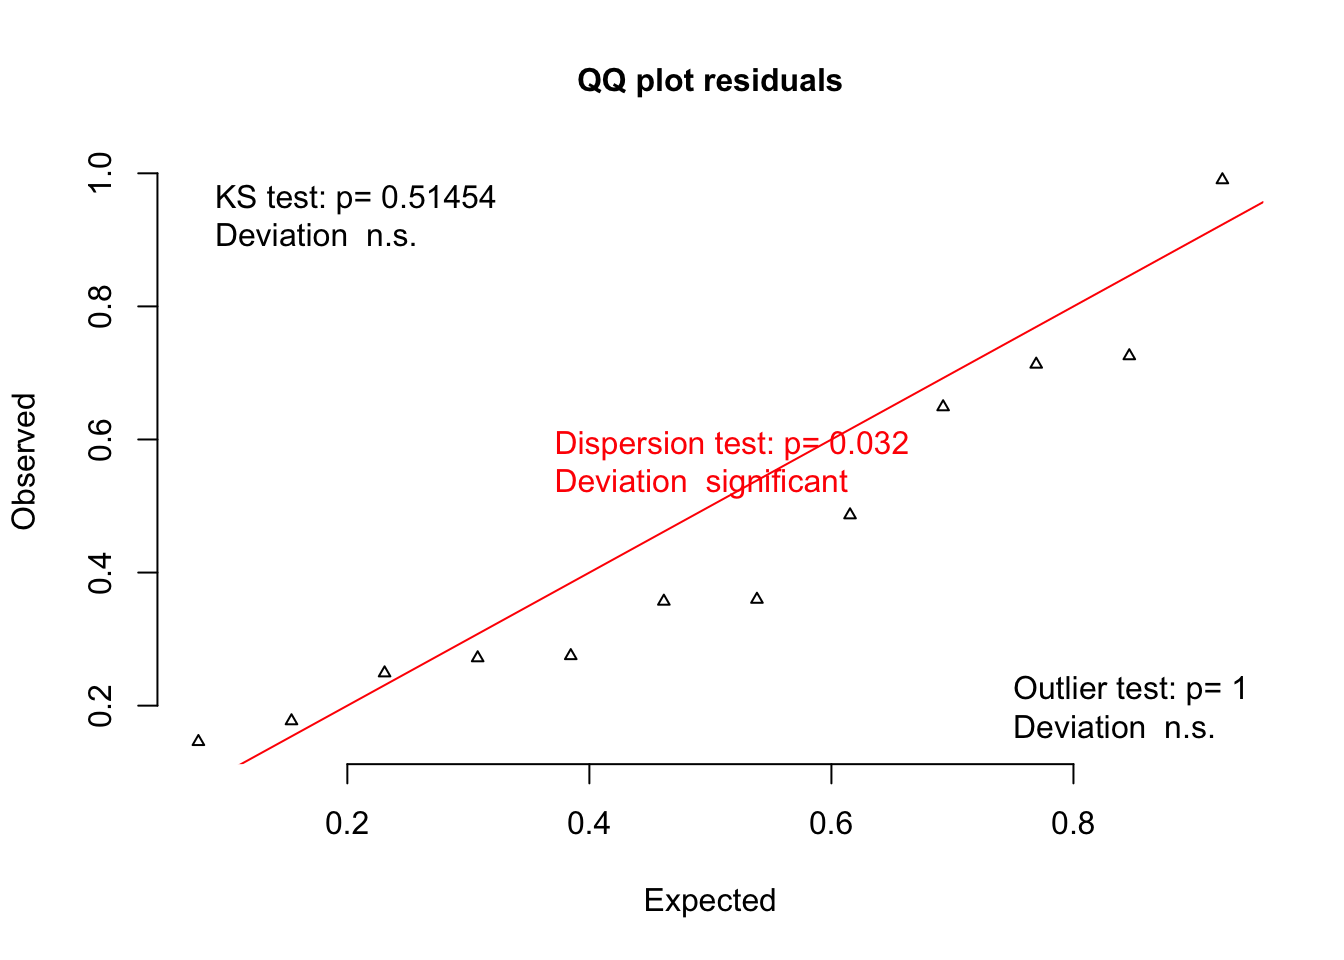 QQ plot residuals
KS test: p= 0.51454
Deviation  n.s.
Dispersion test: p= 0.032
Deviation  significant
Outlier test: p= 1
Deviation  n.s.
Observed
1.0
0.8
0.6
0.4
0.2
0.2 0.4 0.6 0.8
Expected